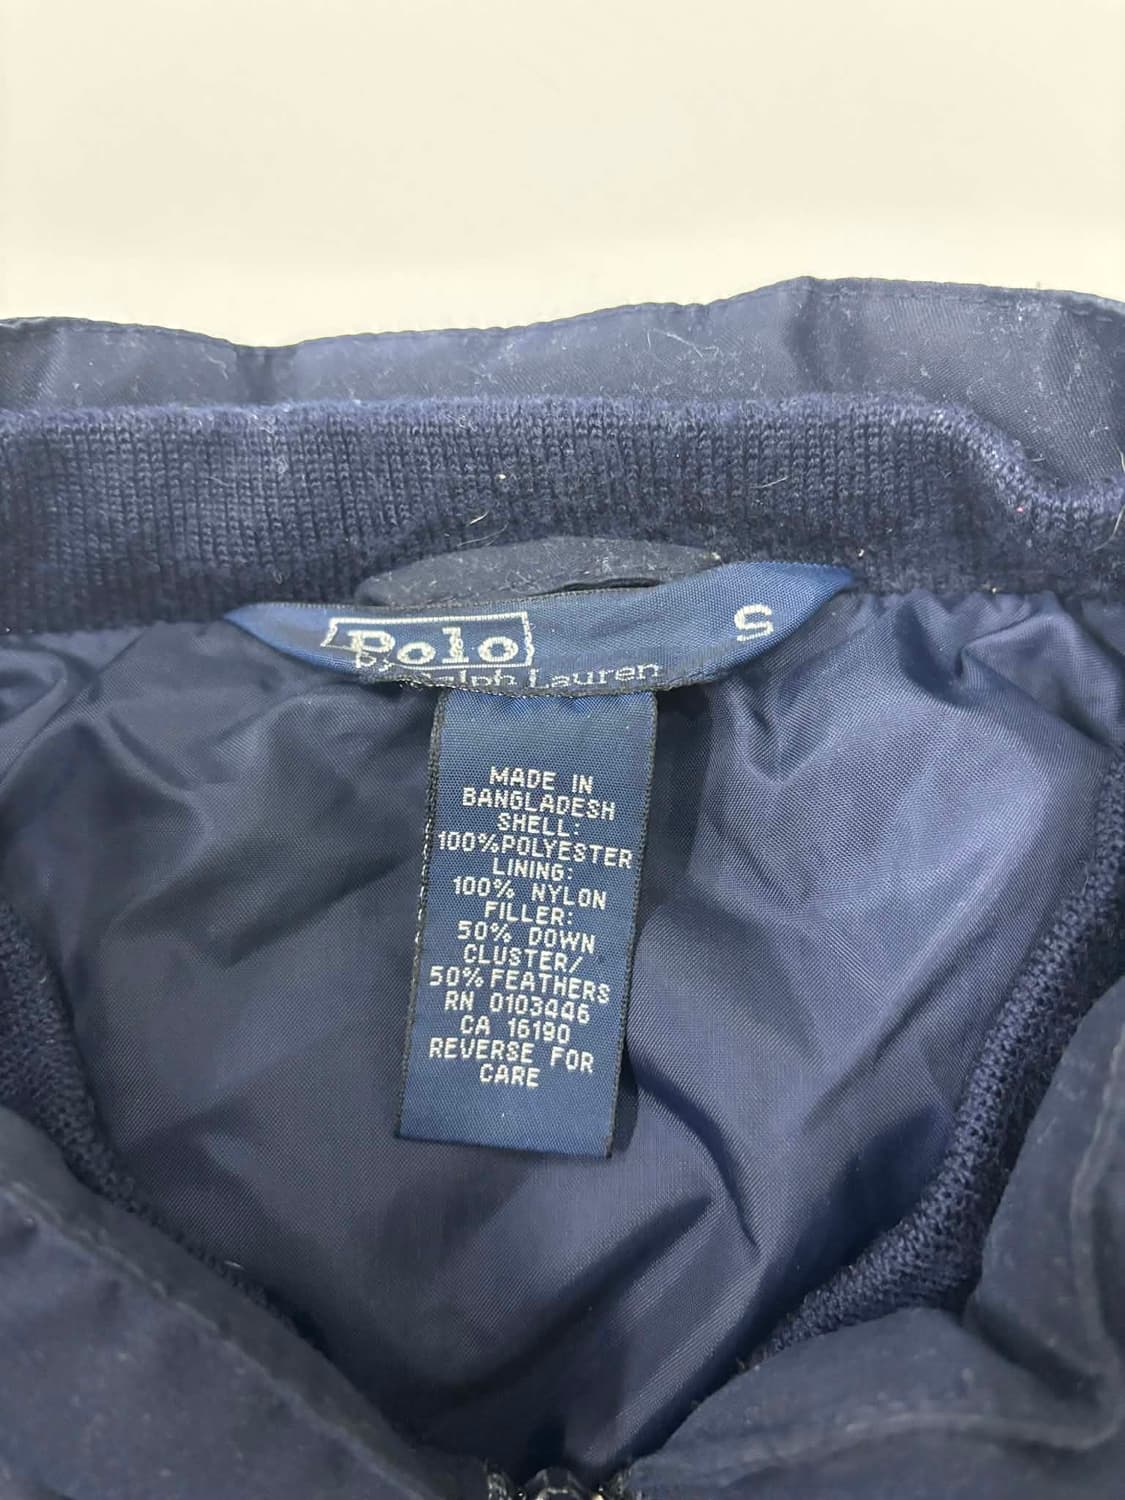 Polo S
by Ralph Lauren
MADE IN
BANGLADESH
SHELL:
100%POLYESTER
LINING:
100% NYLON
FILLER:
50% DOWN
CLUSTER/
50%FEATHERS
RN 0103446
CA 16190
REVERSE FOR
CARE